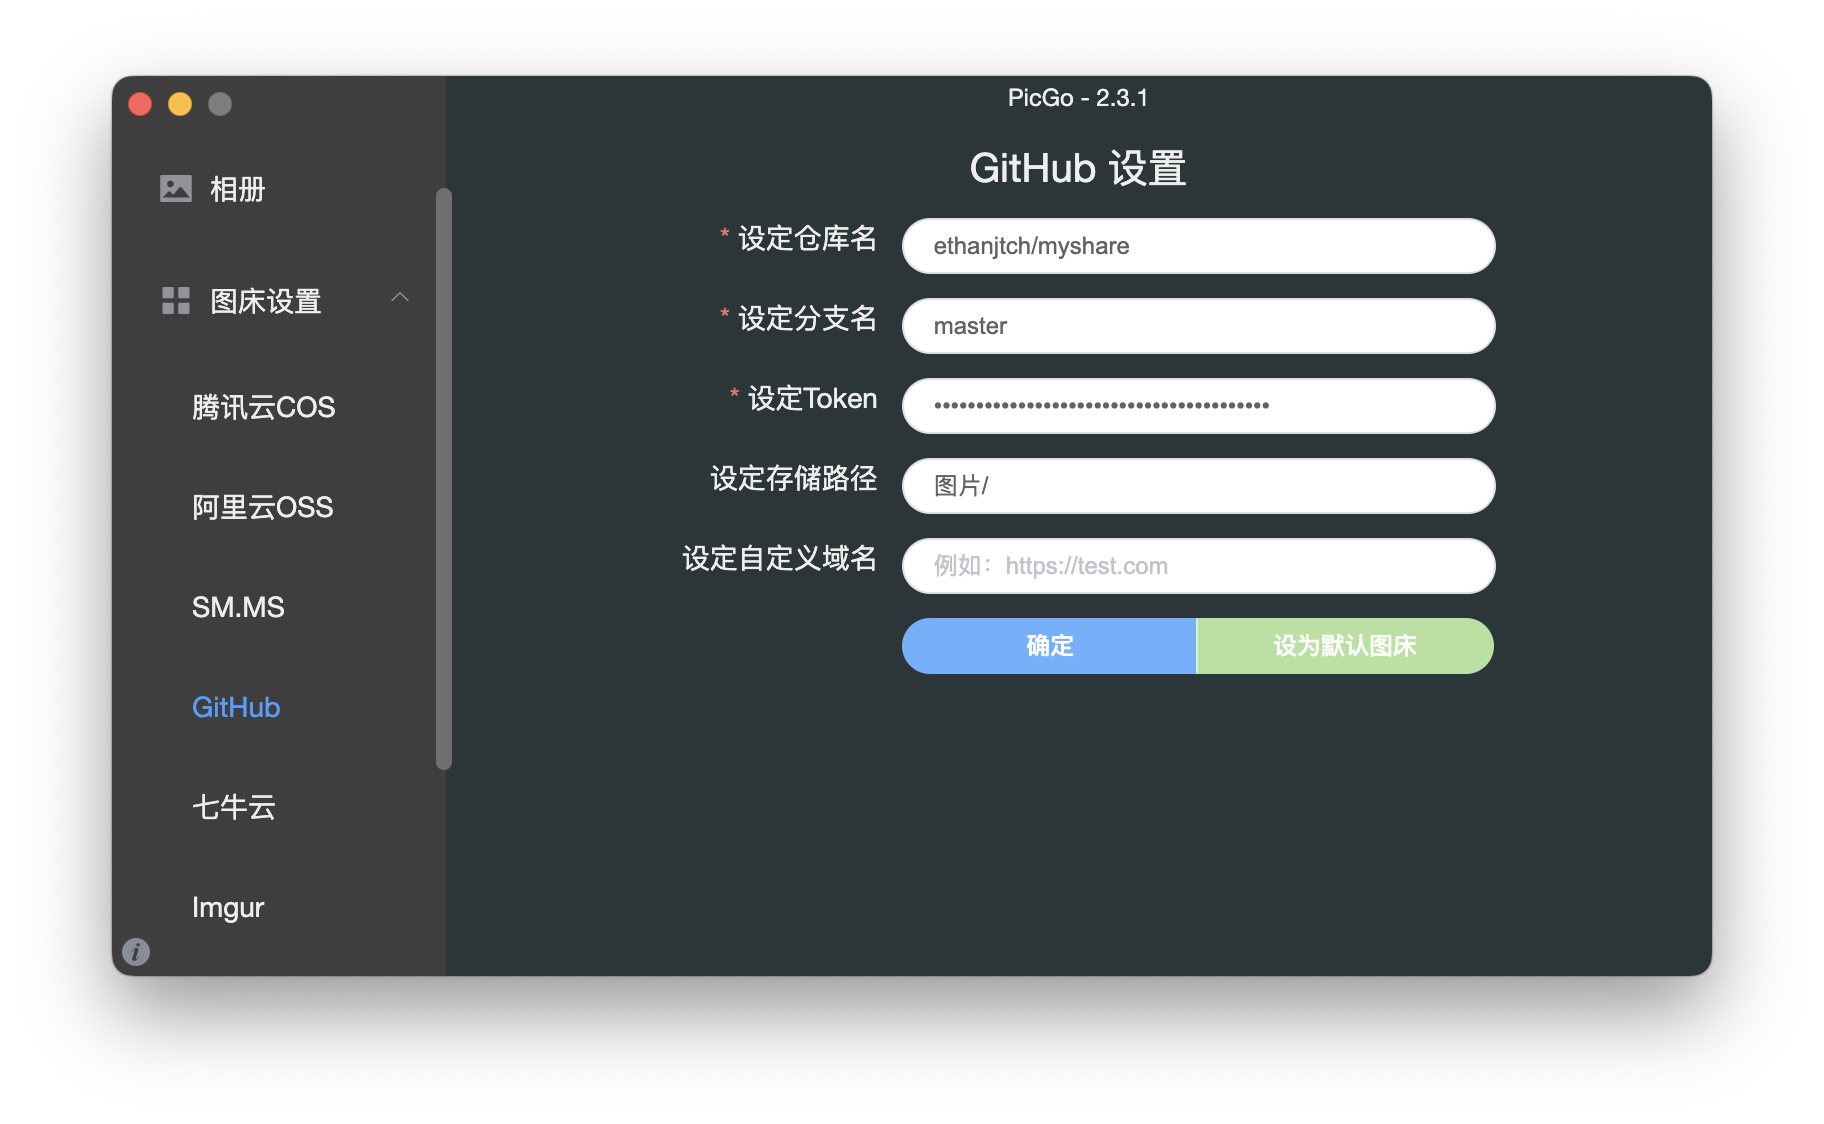 PicGo - 2.3.1
相册
图床设置
腾讯云COS
阿里云OSS
SM.MS
GitHub
七牛云
Imgur
i
GitHub 设置
* 设定仓库名 ethanjtch/myshare
* 设定分支名 master
* 设定Token ••••••••••••••••••••••••••••••••••••••••
设定存储路径 图片/
设定自定义域名 例如：https://test.com
确定 设为默认图床